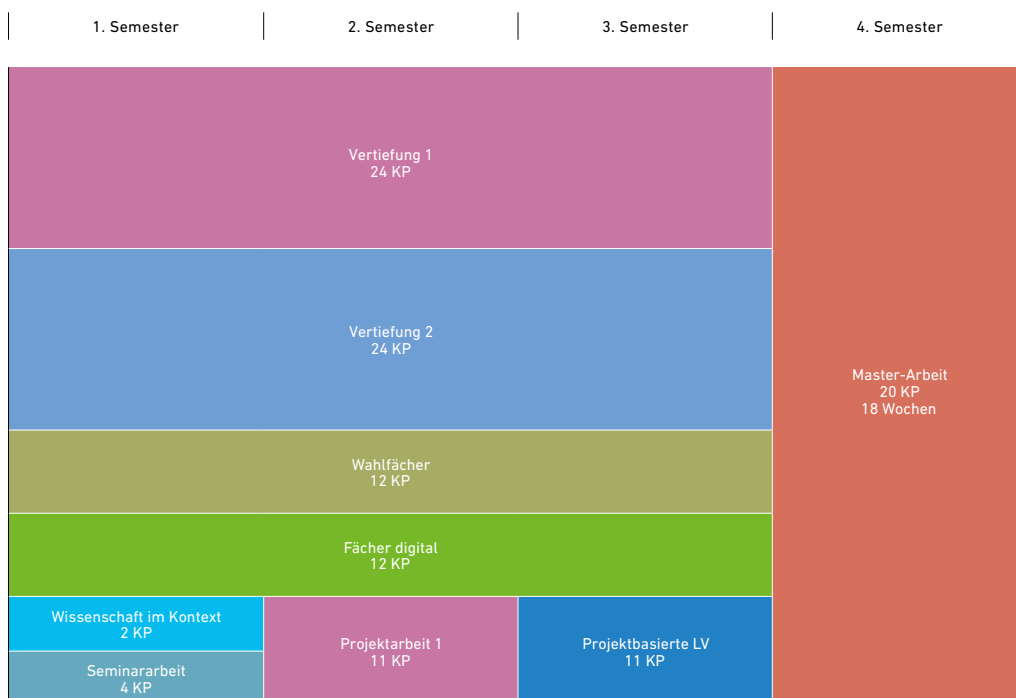 1. Semester
2. Semester
3. Semester
4. Semester
Vertiefung 1
24 KP
Vertiefung 2
24 KP
Master-Arbeit
20 KP
18 Wochen
Wahlfächer
12 KP
Fächer digital
12 KP
Wissenschaft im Kontext
2 KP
Seminararbeit
4 KP
Projektarbeit 1
11 KP
Projektbasierte LV
11 KP